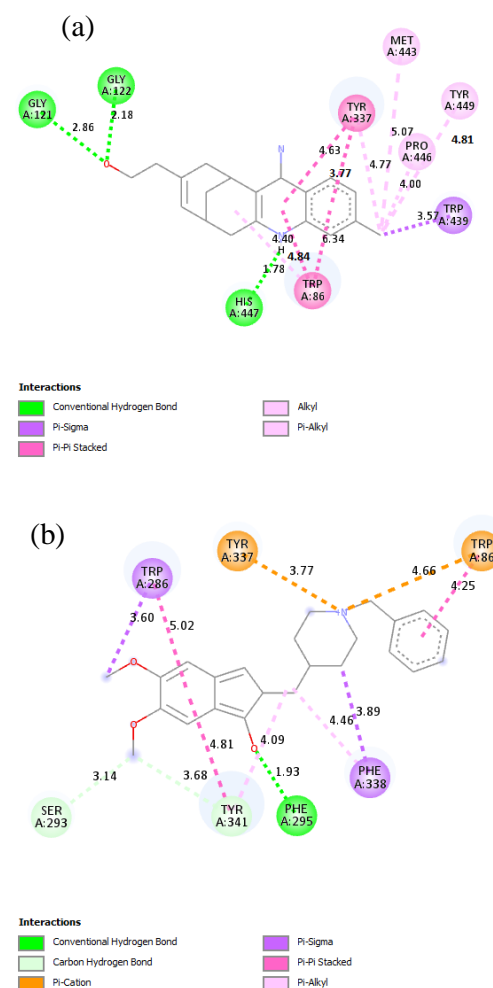 (a)
MET
A:443
GLY
A:122
GLY
A:121
TYR
A:337
TYR
A:449
PRO
A:446
TRP
A:439
2.86
2.18
4.63
3.77
5.07
4.77
4.81
4.00
3.57
6.34
4.40
4.84
1.78
N
H
N
O
HIS
A:447
TRP
A:86
Interactions
Conventional Hydrogen Bond
Pi-Sigma
Pi-Pi Stacked
Alkyl
Pi-Alkyl
(b)
TYR
A:337
TRP
A:86
TRP
A:286
3.77
4.66
4.25
3.60
5.02
N
O
O
O
4.81
4.09
4.46
3.89
3.14
3.68
1.93
SER
A:293
TYR
A:341
PHE
A:295
PHE
A:338
Interactions
Conventional Hydrogen Bond
Carbon Hydrogen Bond
Pi-Cation
Pi-Sigma
Pi-Pi Stacked
Pi-Alkyl